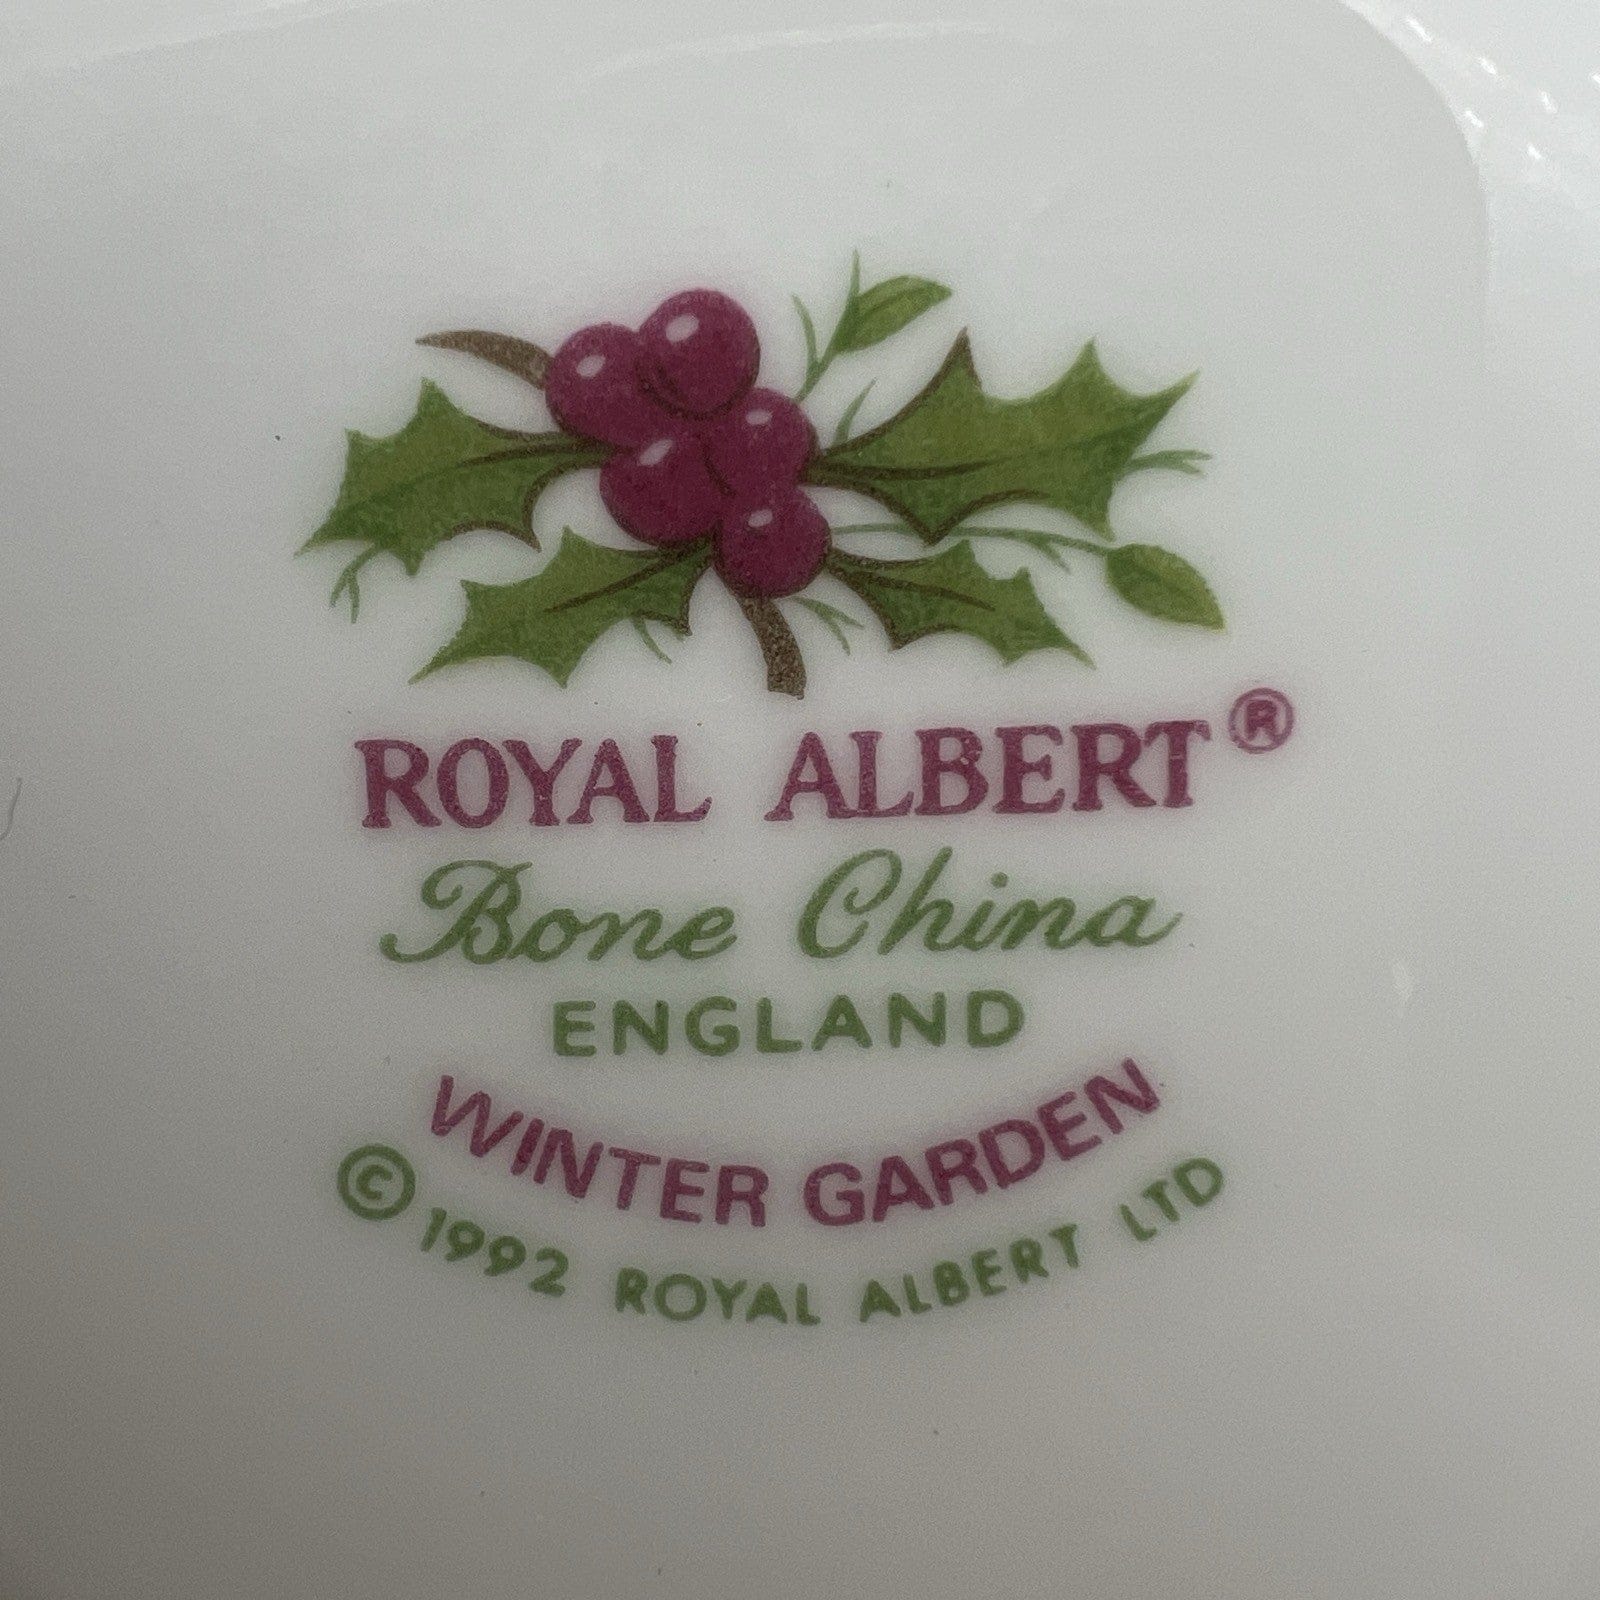 ROYAL ALBERT®
Bone China
ENGLAND
WINTER GARDEN
© 1992 ROYAL ALBERT LTD